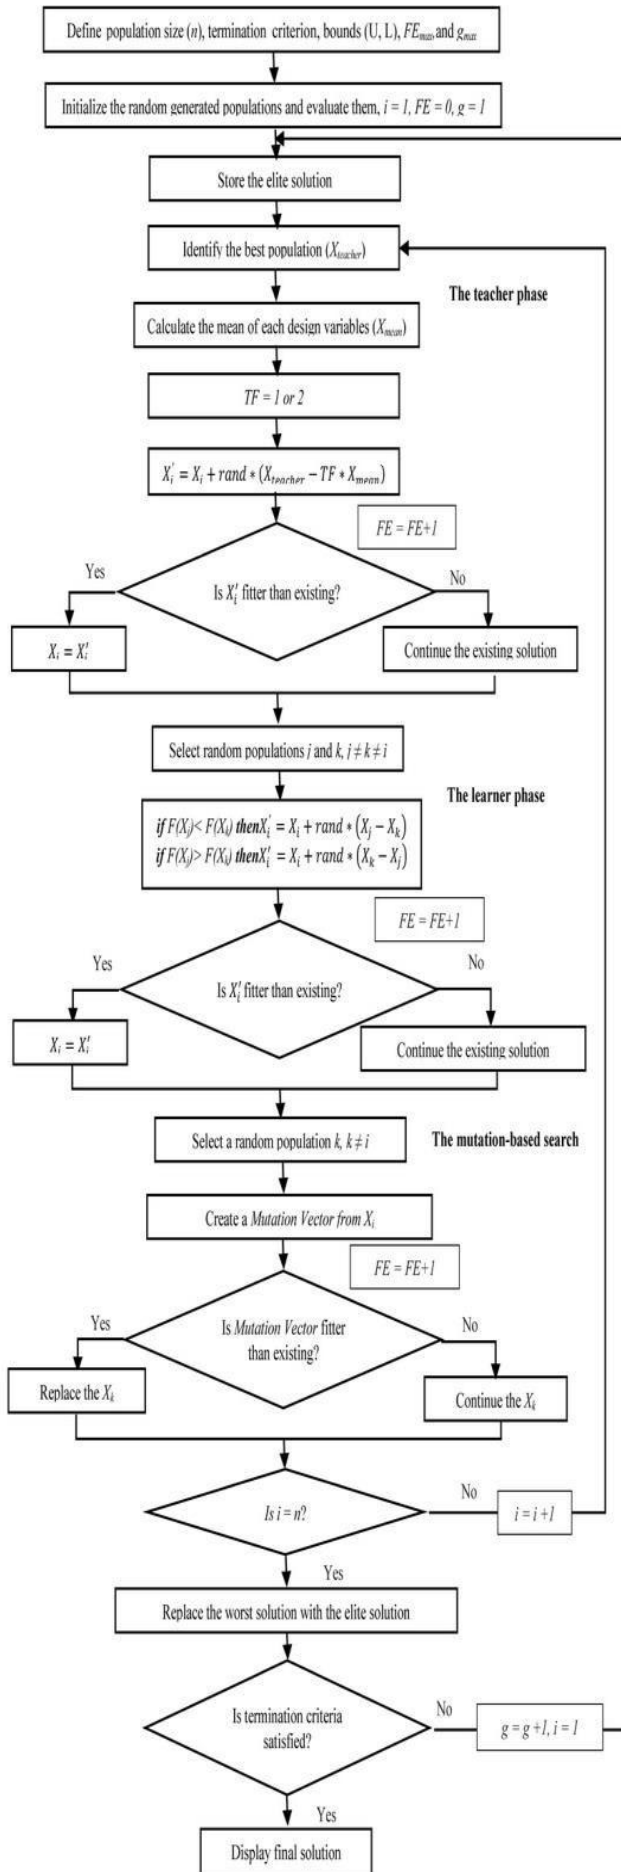 Define population size (n), termination criterion, bounds (U, L), FEmax, and gmax
Initialize the random generated populations and evaluate them, i = 1, FE = 0, g = 1
Store the elite solution
Identify the best population (Xteacher)
The teacher phase
Calculate the mean of each design variables (Xmean)
TF = 1 or 2
X'i = Xi + rand * (Xteacher − TF * Xmean)
FE = FE+1
Yes
Is X'i fitter than existing?
No
Xi = X'i
Continue the existing solution
Select random populations j and k, j ≠ k ≠ i
The learner phase
if F(Xj)< F(Xk) thenX'i = Xi + rand * (Xj − Xk)
if F(Xj)> F(Xk) thenX'i = Xi + rand * (Xk − Xj)
FE = FE+1
Yes
Is X'i fitter than existing?
No
Xi = X'i
Continue the existing solution
Select a random population k, k ≠ i
The mutation-based search
Create a Mutation Vector from Xi
FE = FE+1
Yes
Is Mutation Vector fitter
than existing?
No
Replace the Xk
Continue the Xk
Is i = n?
No
i = i +1
Yes
Replace the worst solution with the elite solution
Is termination criteria
satisfied?
No
g = g+1, i = 1
Yes
Display final solution